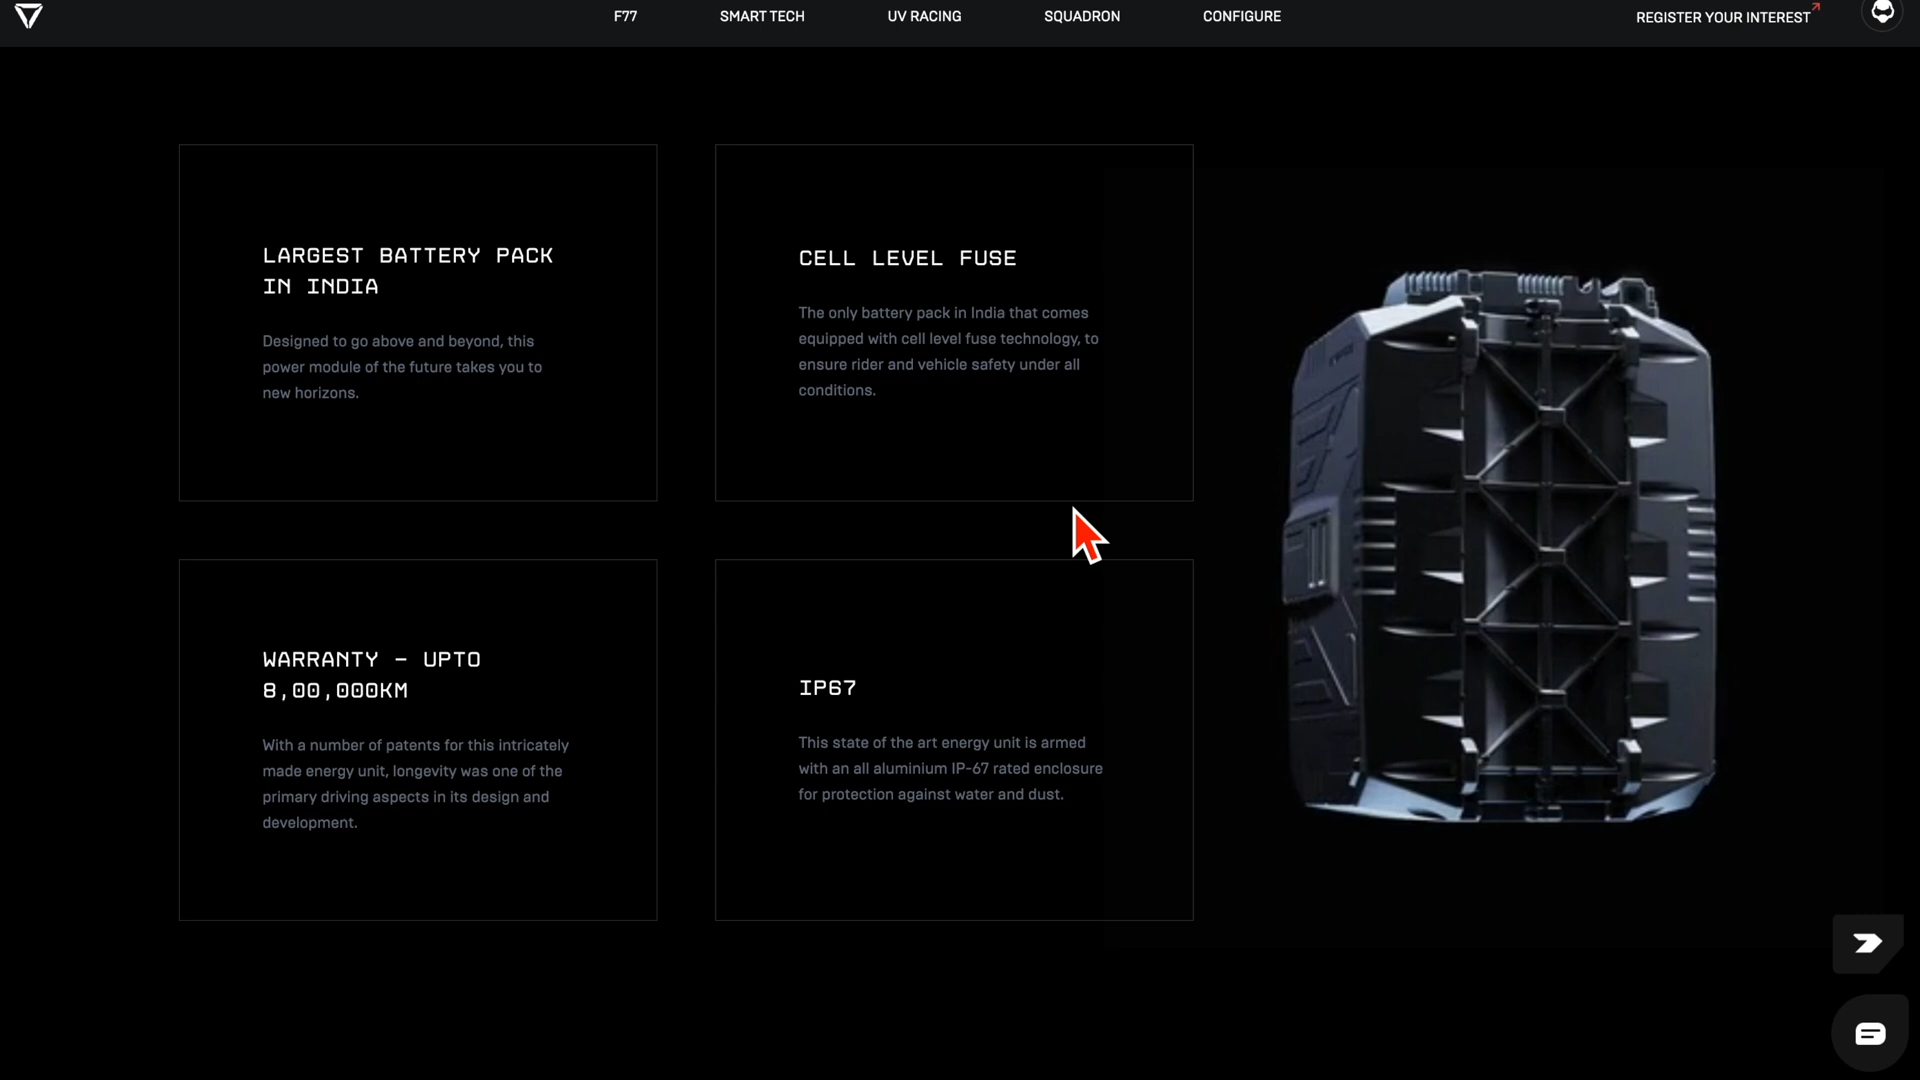 F77 SMART TECH UV RACING SQUADRON CONFIGURE REGISTER YOUR INTEREST
LARGEST BATTERY PACK
IN INDIA
Designed to go above and beyond, this
power module of the future takes you to
new horizons.
CELL LEVEL FUSE
The only battery pack in India that comes
equipped with cell level fuse technology, to
ensure rider and vehicle safety under all
conditions.
WARRANTY – UPTO
8,00,000KM
With a number of patents for this intricately
made energy unit, longevity was one of the
primary driving aspects in its design and
development.
IP67
This state of the art energy unit is armed
with an all aluminium IP-67 rated enclosure
for protection against water and dust.